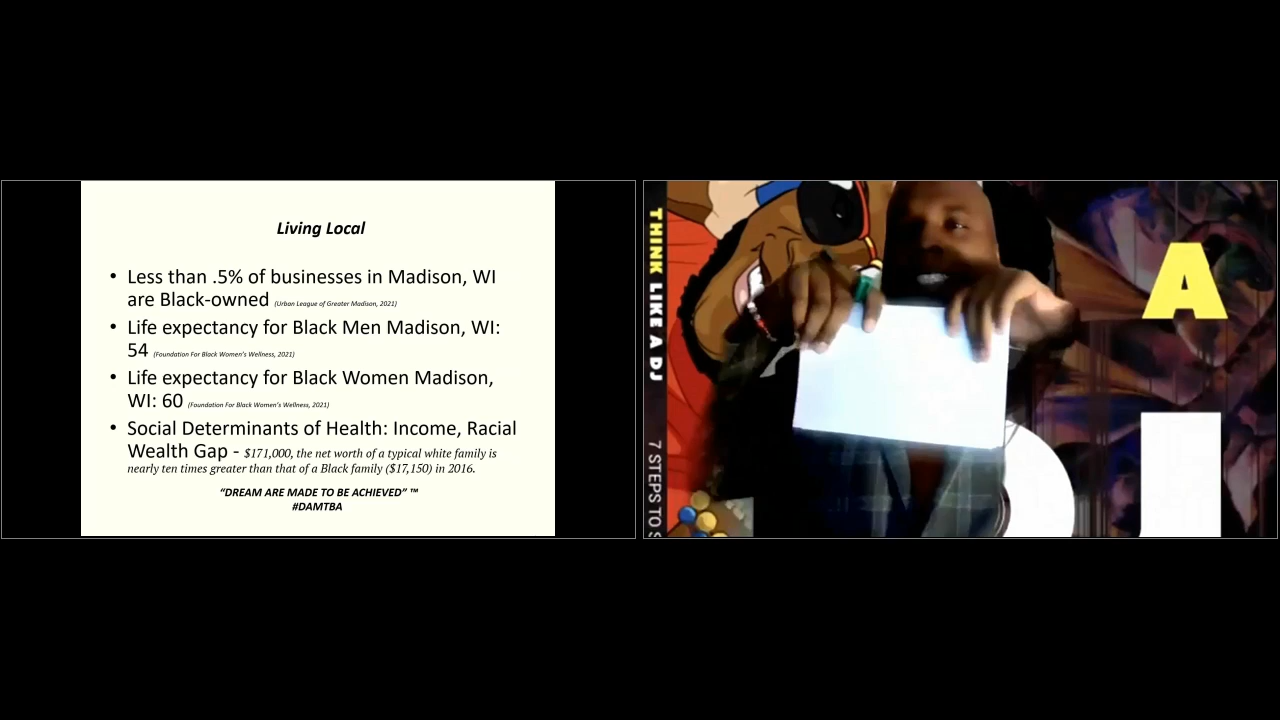 Living Local
• Less than .5% of businesses in Madison, WI
are Black-owned (Urban League of Greater Madison, 2021)
• Life expectancy for Black Men Madison, WI:
54 (Foundation For Black Women's Wellness, 2021)
• Life expectancy for Black Women Madison,
WI: 60 (Foundation For Black Women's Wellness, 2021)
• Social Determinants of Health: Income, Racial
Wealth Gap - $171,000, the net worth of a typical white family is
nearly ten times greater than that of a Black family ($17,150) in 2016.
“DREAM ARE MADE TO BE ACHIEVED” ™
#DAMTBA
THINK LIKE A DJ
7 STEPS TO S
A